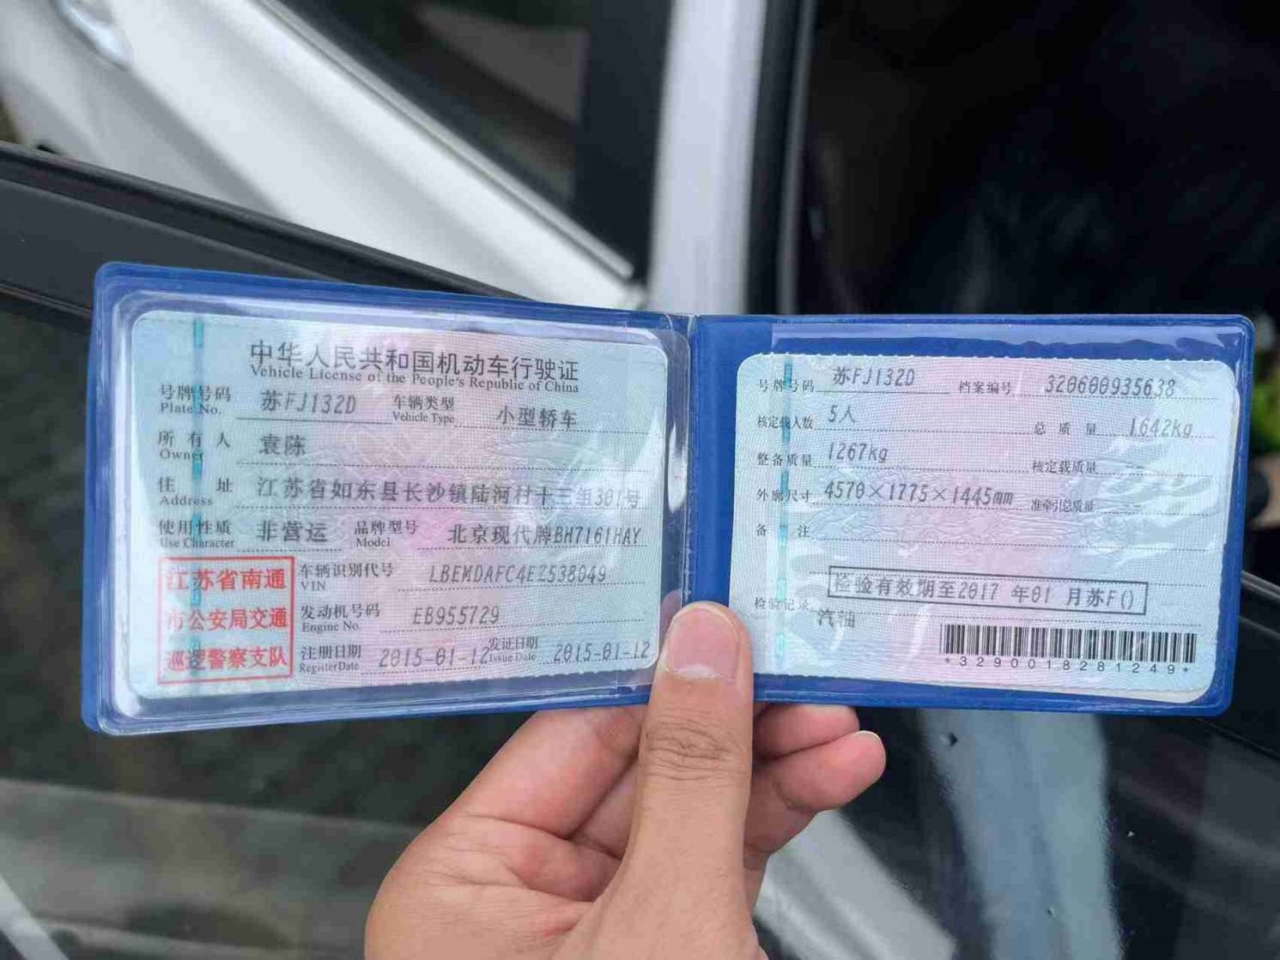 中华人民共和国机动车行驶证
Vehicle License of the People's Republic of China
号牌号码 苏FJ132D 车辆类型 小型轿车
Plate No. Vehicle Type
所有人 袁陈
Owner
住址 江苏省如东县长沙镇陆河村十三组307号
Address
使用性质 非营运 品牌型号 北京现代牌BH7161HAY
Use Character Model
江苏省南通
市公安局交通
巡逻警察支队
车辆识别代号 LBEMDAFC4EZ538049
VIN
发动机号码 EB955729
Engine No.
注册日期 2015-01-12 发证日期 2015-01-12
Register Date Issue Date
号牌号码 苏FJ132D 档案编号 320600935638
核定载人数 5人 总质量 1642kg
整备质量 1267kg 核定载质量
外廓尺寸 4570×1775×1445mm 准牵引总质量
备注
检验有效期至2017 年01 月苏F()
检验记录
汽油
*3290018281249*